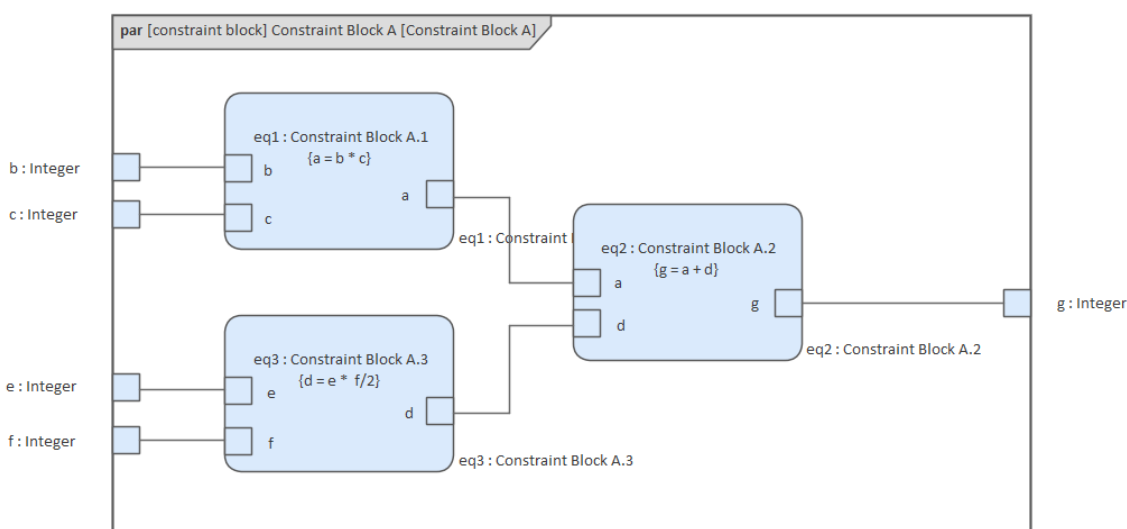 par [constraint block] Constraint Block A [Constraint Block A]
eq1 : Constraint Block A.1
{a = b * c}
b : Integer
b
a
c : Integer
c
eq1 : Constraint
eq2 : Constraint Block A.2
{g = a + d}
a
g
g : Integer
d
eq2 : Constraint Block A.2
eq3 : Constraint Block A.3
{d = e * f/2}
e : Integer
e
d
f : Integer
f
eq3 : Constraint Block A.3